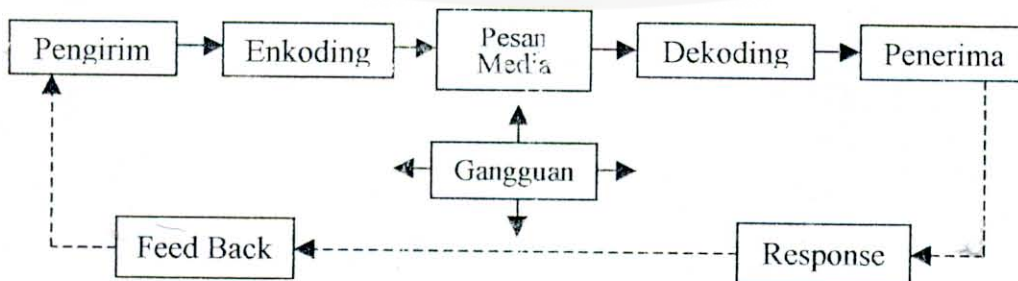 Pengirim
Enkoding
Pesan
Media
Dekoding
Penerima
Gangguan
Feed Back
Response